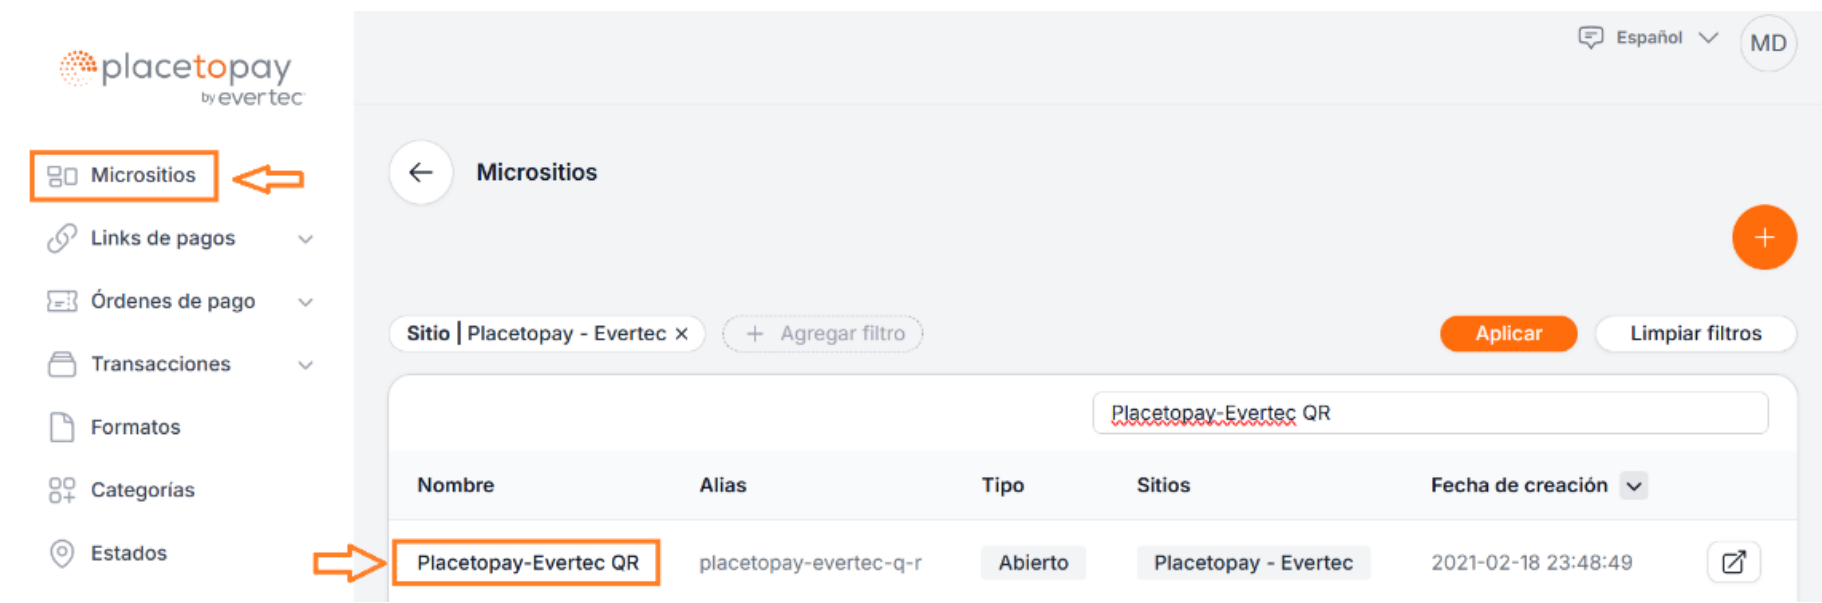 Español
MD
placetopay
by evertec
Micrositios
Links de pagos
Órdenes de pago
Transacciones
Formatos
Categorías
Estados
Micrositios
+
Sitio | Placetopay - Evertec ×
+ Agregar filtro
Aplicar
Limpiar filtros
Placetopay-Evertec QR
Nombre Alias Tipo Sitios Fecha de creación
Placetopay-Evertec QR placetopay-evertec-q-r Abierto Placetopay - Evertec 2021-02-18 23:48:49